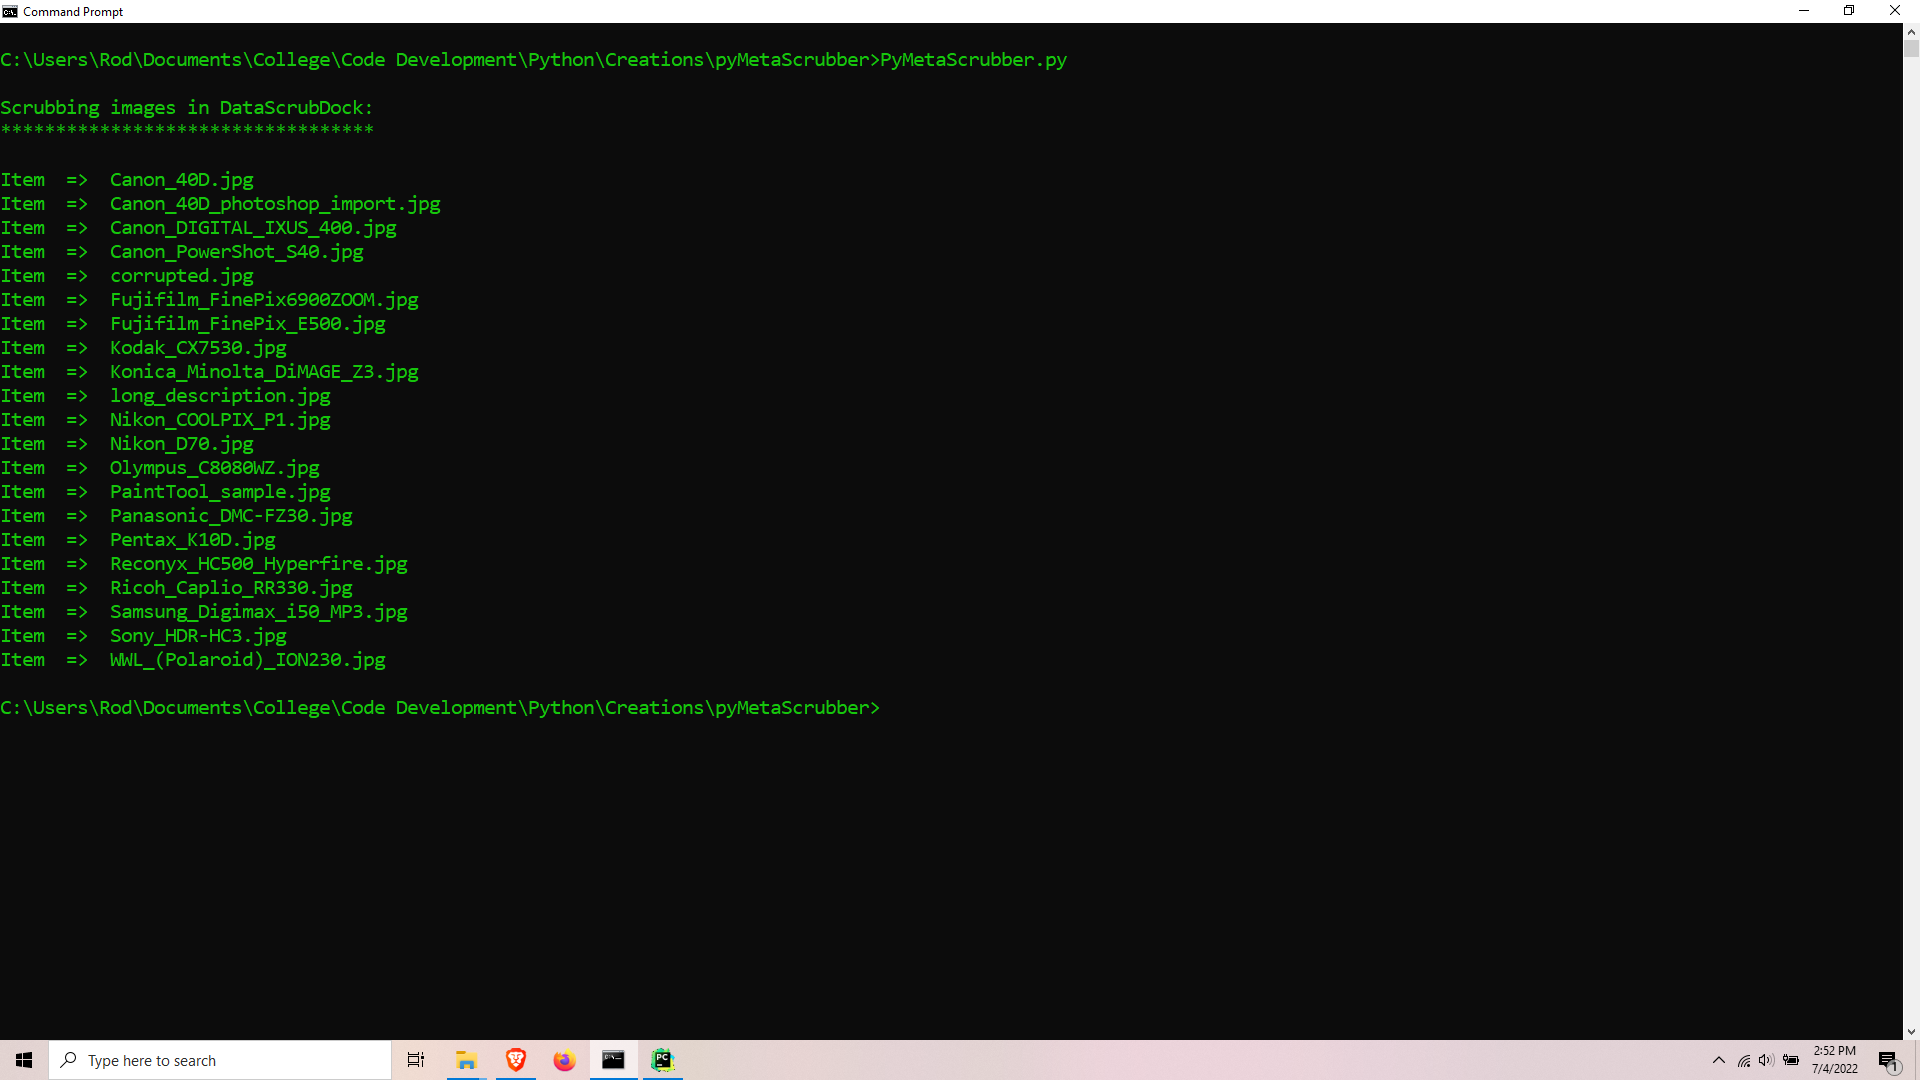 Command Prompt
C:\Users\Rod\Documents\College\Code Development\Python\Creations\pyMetaScrubber>PyMetaScrubber.py
Scrubbing images in DataScrubDock:
**********************************
Item  =>  Canon_40D.jpg
Item  =>  Canon_40D_photoshop_import.jpg
Item  =>  Canon_DIGITAL_IXUS_400.jpg
Item  =>  Canon_PowerShot_S40.jpg
Item  =>  corrupted.jpg
Item  =>  Fujifilm_FinePix6900ZOOM.jpg
Item  =>  Fujifilm_FinePix_E500.jpg
Item  =>  Kodak_CX7530.jpg
Item  =>  Konica_Minolta_DiMAGE_Z3.jpg
Item  =>  long_description.jpg
Item  =>  Nikon_COOLPIX_P1.jpg
Item  =>  Nikon_D70.jpg
Item  =>  Olympus_C8080WZ.jpg
Item  =>  PaintTool_sample.jpg
Item  =>  Panasonic_DMC-FZ30.jpg
Item  =>  Pentax_K10D.jpg
Item  =>  Reconyx_HC500_Hyperfire.jpg
Item  =>  Ricoh_Caplio_RR330.jpg
Item  =>  Samsung_Digimax_i50_MP3.jpg
Item  =>  Sony_HDR-HC3.jpg
Item  =>  WWL_(Polaroid)_ION230.jpg
C:\Users\Rod\Documents\College\Code Development\Python\Creations\pyMetaScrubber>
Type here to search
PC
2:52 PM
7/4/2022
1